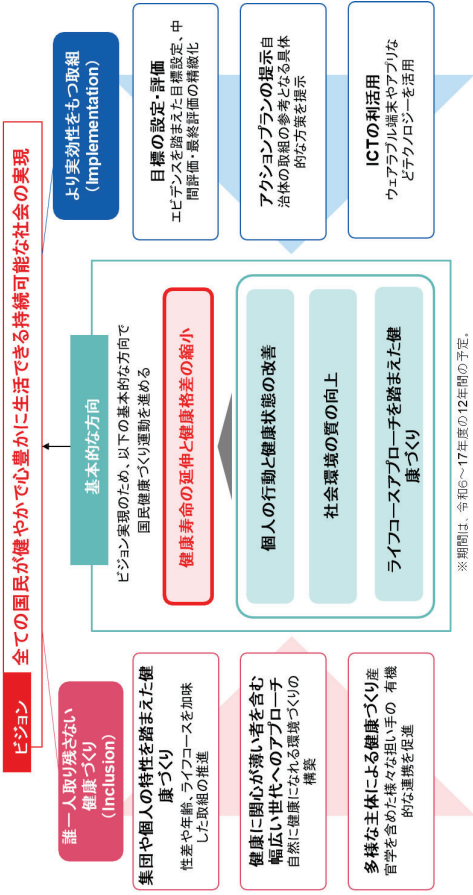 ビジョン
全ての国民が健やかで心豊かに生活できる持続可能な社会の実現
誰一人取り残さない
健康づくり
(Inclusion)
集団や個人の特性を踏まえた健
康づくり
性差や年齢、ライフコースを加味
した取組の推進
健康に関心が薄い者を含む
幅広い世代へのアプローチ
自然に健康になれる環境づくりの
構築
多様な主体による健康づくり産
官学を含めた様々な担い手の 有機
的な連携を促進
基本的な方向
ビジョン実現のため、以下の基本的な方向で
国民健康づくり運動を進める
健康寿命の延伸と健康格差の縮小
個人の行動と健康状態の改善
社会環境の質の向上
ライフコースアプローチを踏まえた健
康づくり
より実効性をもつ取組
(Implementation)
目標の設定・評価
エビデンスを踏まえた目標設定、中
間評価・最終評価の精緻化
アクションプランの提示自
治体の取組の参考となる具体
的な方策を提示
ICTの利活用
ウェアラブル端末やアプリな
どテクノロジーを活用
※期間は、令和6~17年度の12年間の予定。